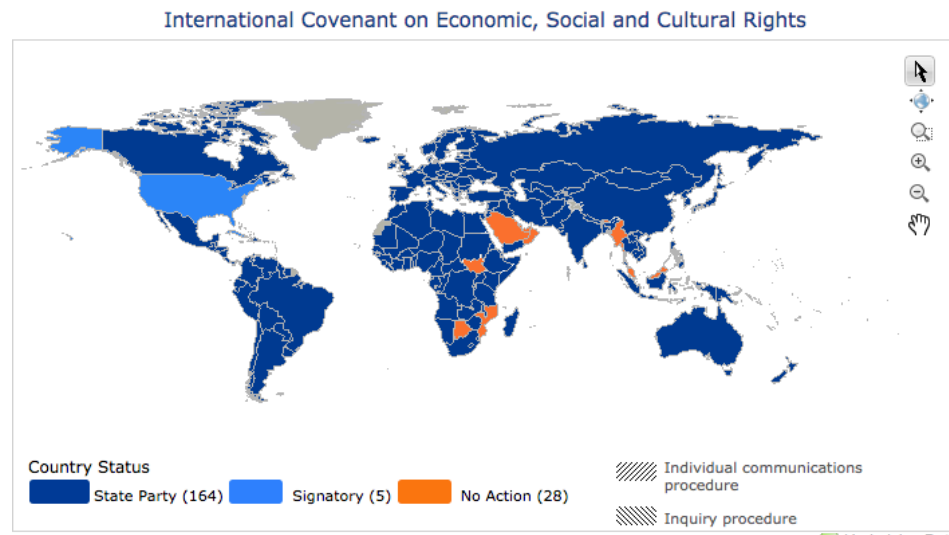 International Covenant on Economic, Social and Cultural Rights
Country Status
State Party (164)
Signatory (5)
No Action (28)
Individual communications
procedure
Inquiry procedure